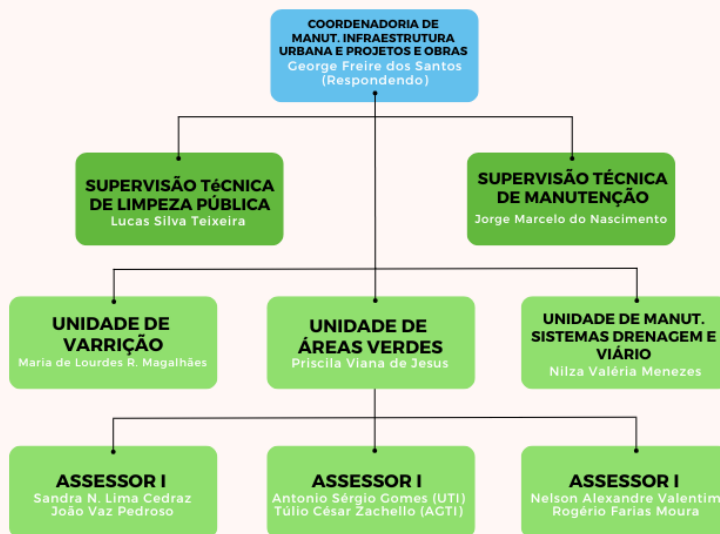 COORDENADORIA DE
MANUT. INFRAESTRUTURA
URBANA E PROJETOS E OBRAS
George Freire dos Santos
(Respondendo)
SUPERVISÃO TéCNICA
DE LIMPEZA PÚBLICA
Lucas Silva Teixeira
SUPERVISÃO TÉCNICA
DE MANUTENÇÃO
Jorge Marcelo do Nascimento
UNIDADE DE
VARRIÇÃO
Maria de Lourdes R. Magalhães
UNIDADE DE
ÁREAS VERDES
Priscila Viana de Jesus
UNIDADE DE MANUT.
SISTEMAS DRENAGEM E
VIÁRIO
Nilza Valéria Menezes
ASSESSOR I
Sandra N. Lima Cedraz
João Vaz Pedroso
ASSESSOR I
Antonio Sérgio Gomes (UTI)
Túlio César Zachello (AGTI)
ASSESSOR I
Nelson Alexandre Valentim
Rogério Farias Moura